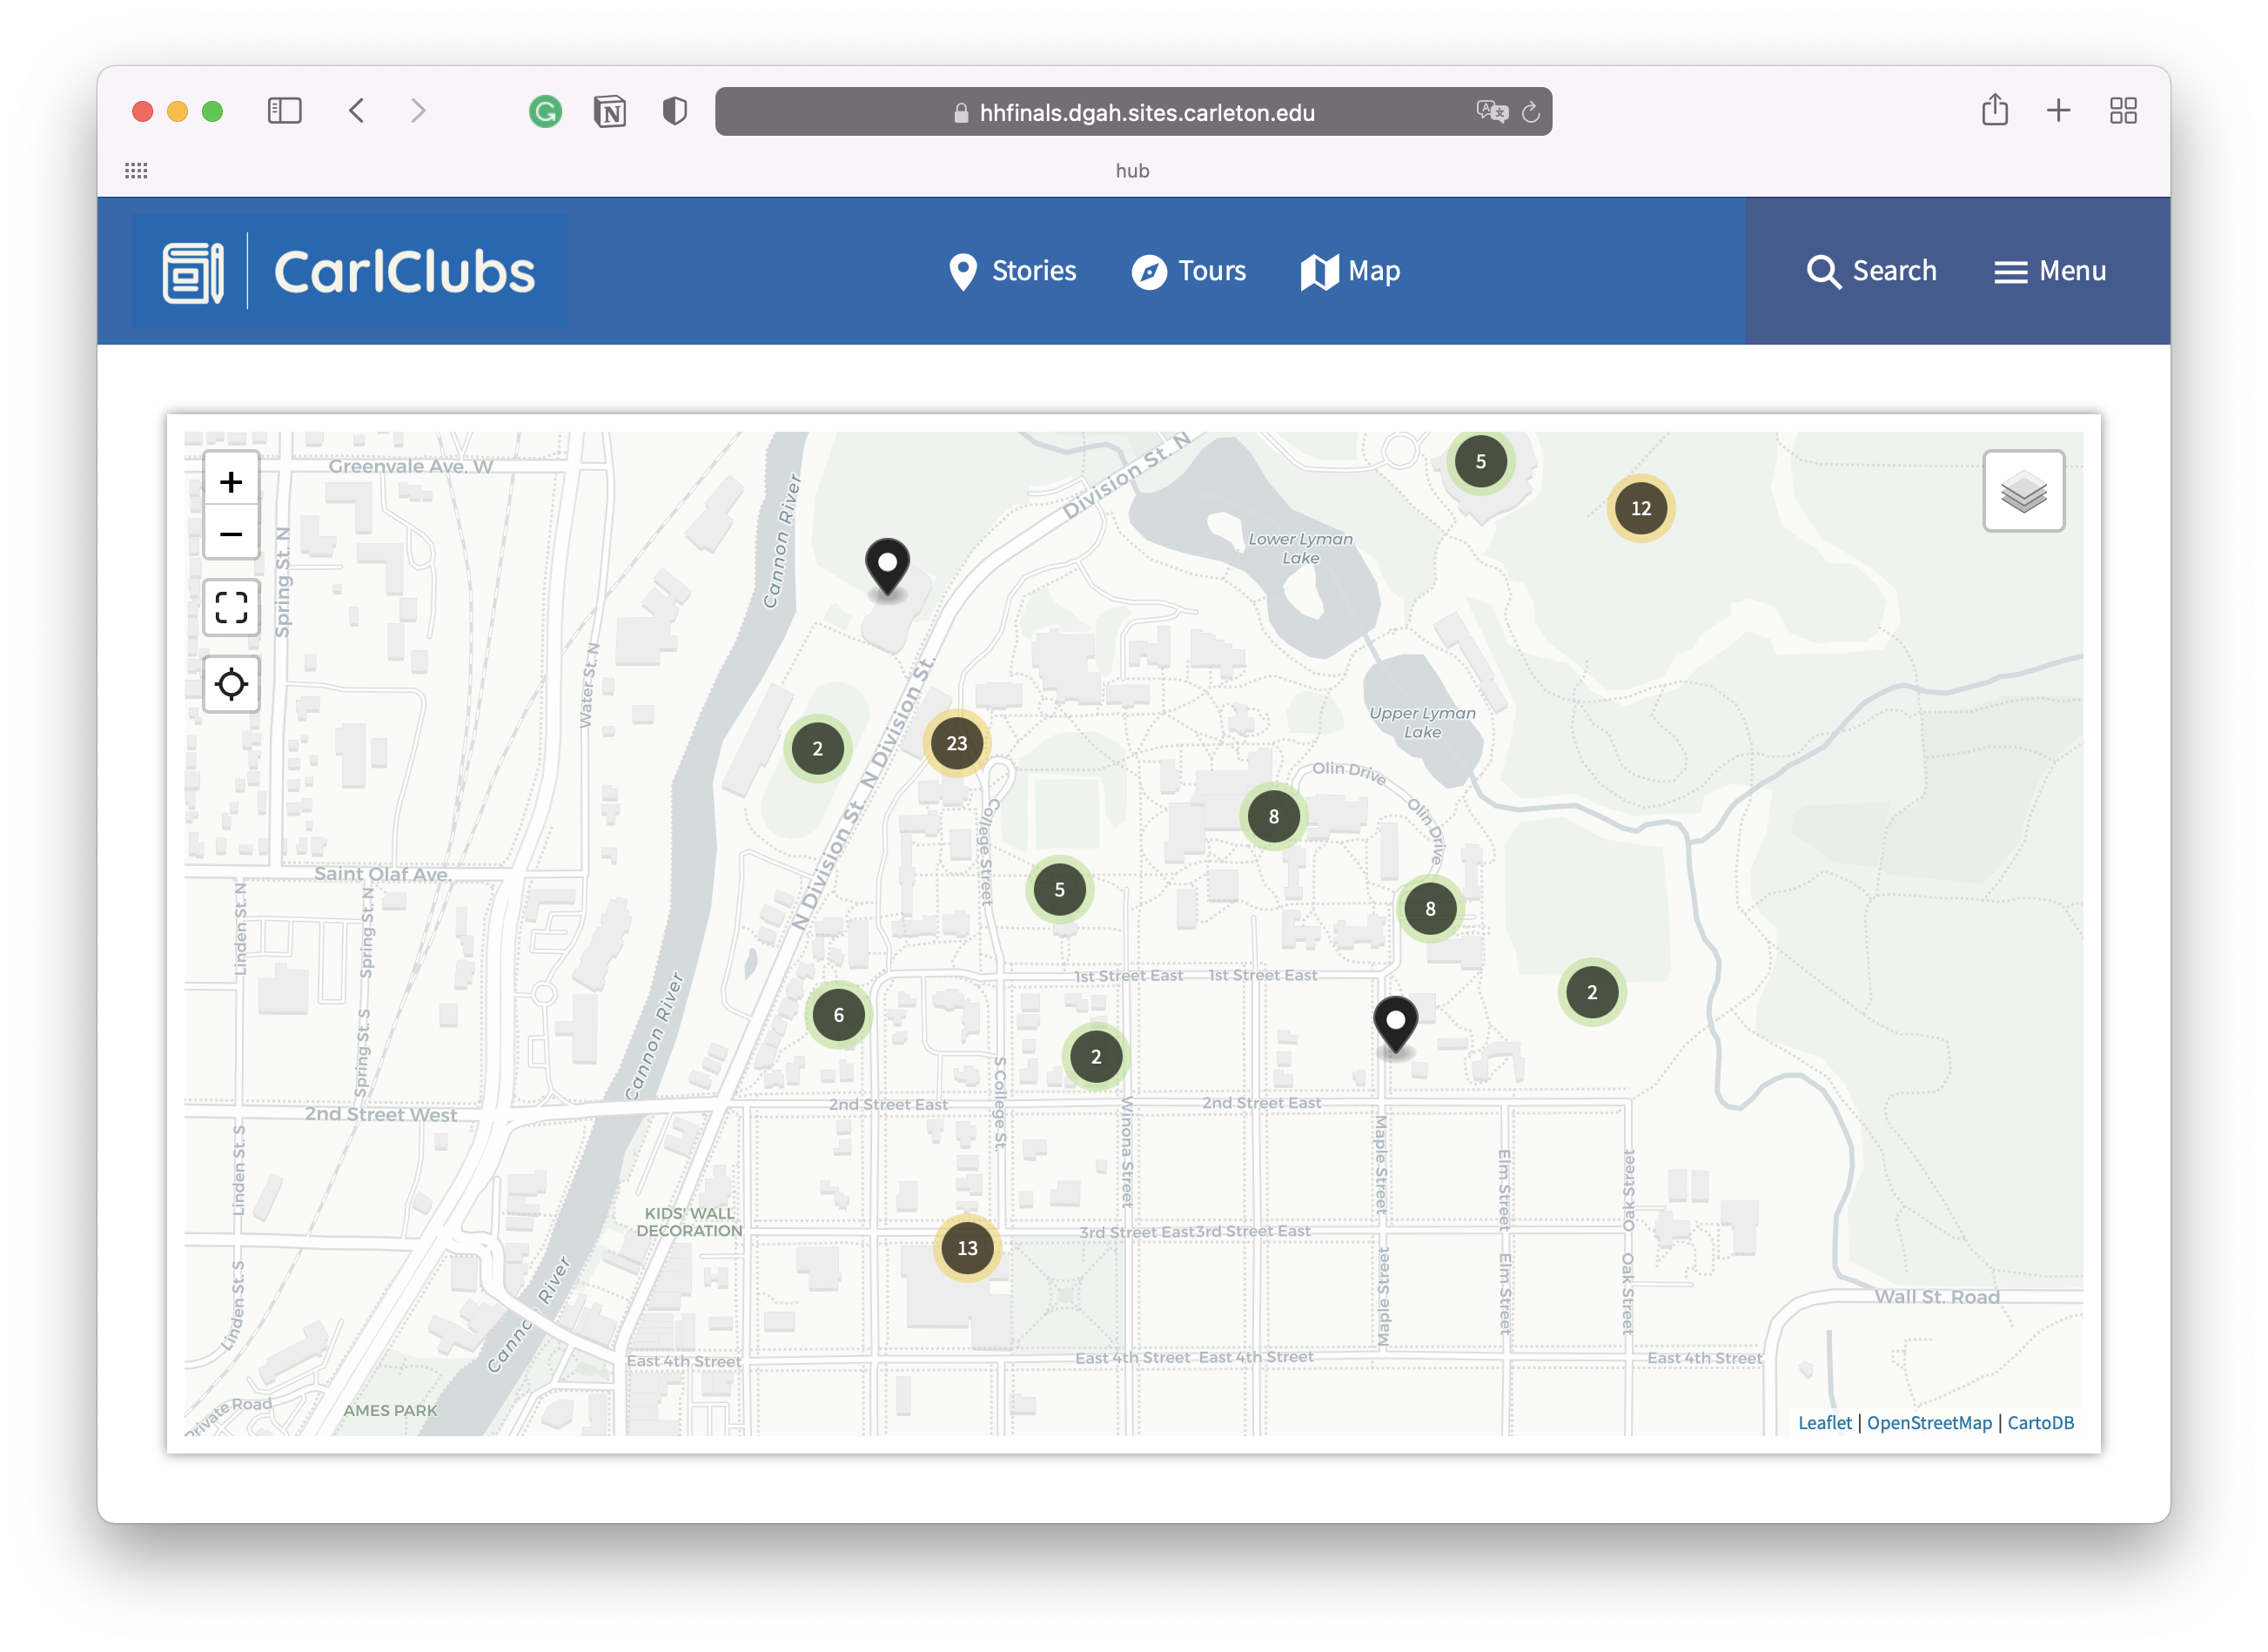 hhfinals.dgah.sites.carleton.edu
hub
CarlClubs
Stories
Tours
Map
Search
Menu
Greenvale Ave. W
Division St. N
5
12
+
−
Cannon River
Lower Lyman
Lake
Spring St. N
Water St. N
N Division St.
Upper Lyman
Lake
2
23
N Division St.
Olin Drive
8
Olin Drive
College Street
Saint Olaf Ave.
5
8
Linden St. N
Spring St. N
1st Street East
1st Street East
2
6
Cannon River
Spring St. S
2
S College St.
2nd Street West
2nd Street East
2nd Street East
Winona Street
Maple Street
Linden St. S
Elm Street
Oak Street
KIDS' WALL
DECORATION
3rd Street East
3rd Street East
13
Linden St. S
Cannon River
Maple Street
Elm Street
Oak Street
Wall St. Road
East 4th Street
East 4th Street
East 4th Street
East 4th Street
Private Road
AMES PARK
Leaflet | OpenStreetMap | CartoDB